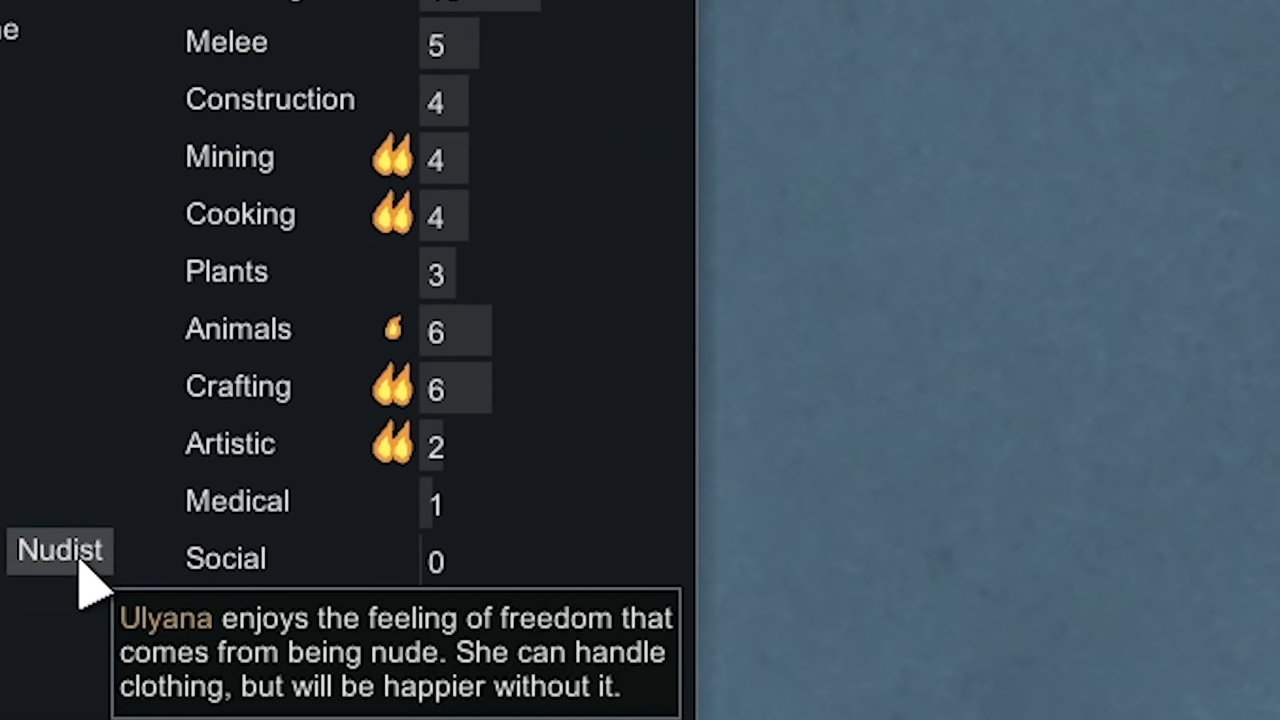 Melee 5
Construction 4
Mining 4
Cooking 4
Plants 3
Animals 6
Crafting 6
Artistic 2
Medical 1
Nudist Social 0
Ulyana enjoys the feeling of freedom that
comes from being nude. She can handle
clothing, but will be happier without it.